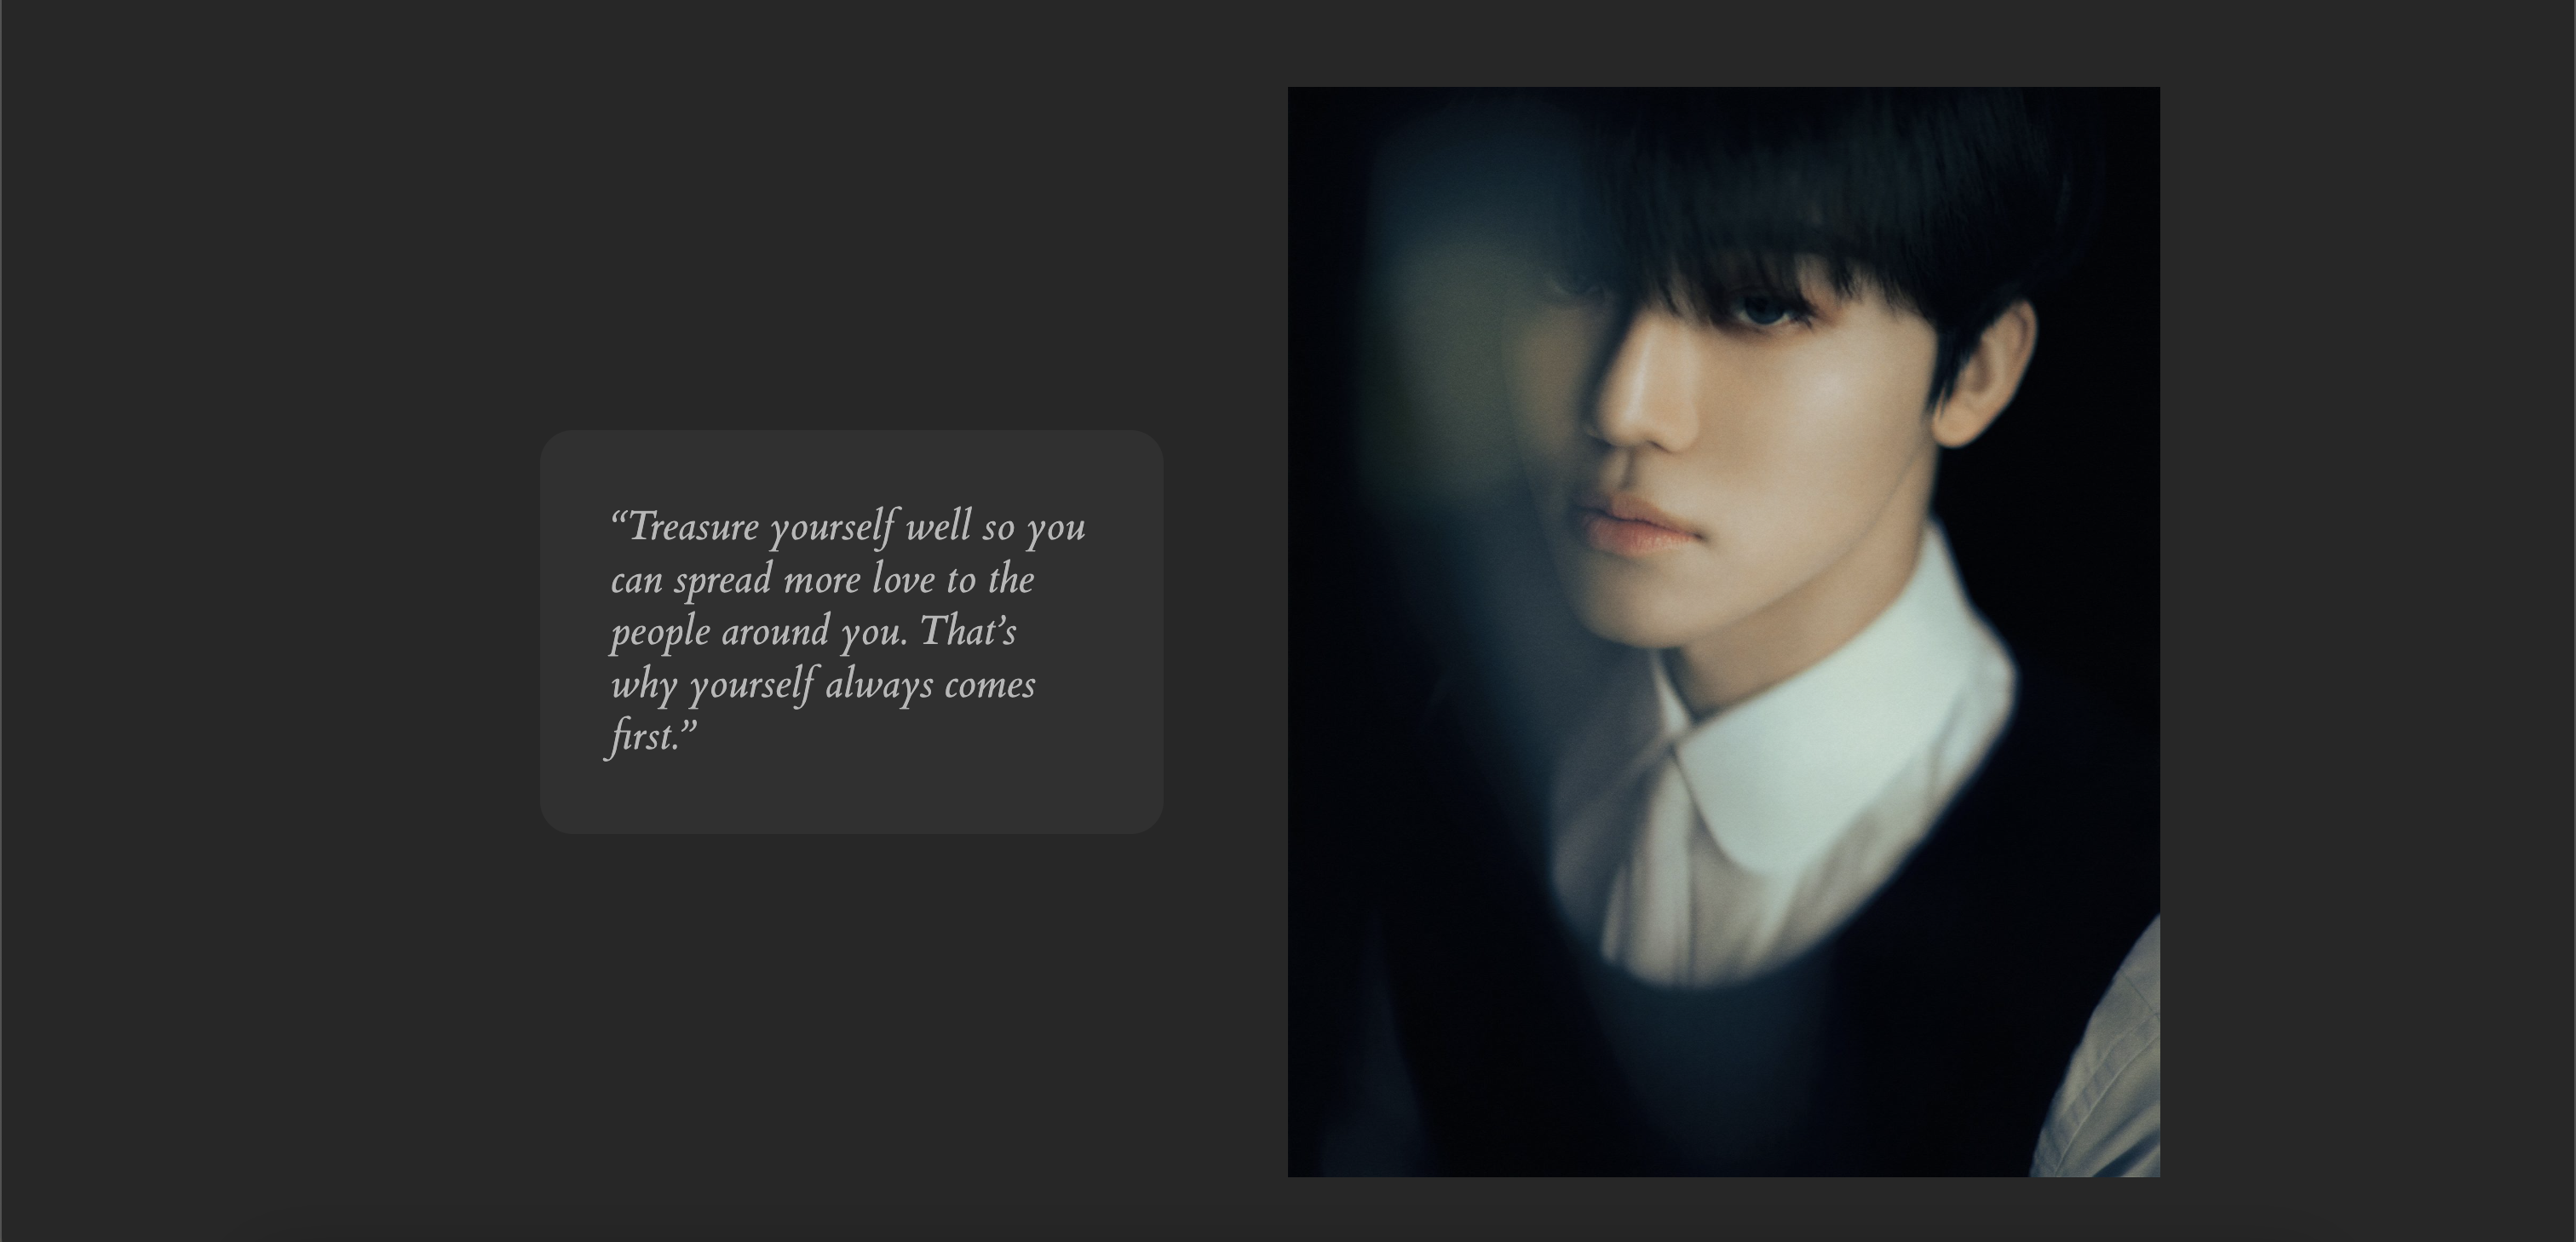 “Treasure yourself well so you
can spread more love to the
people around you. That’s
why yourself always comes
first.”